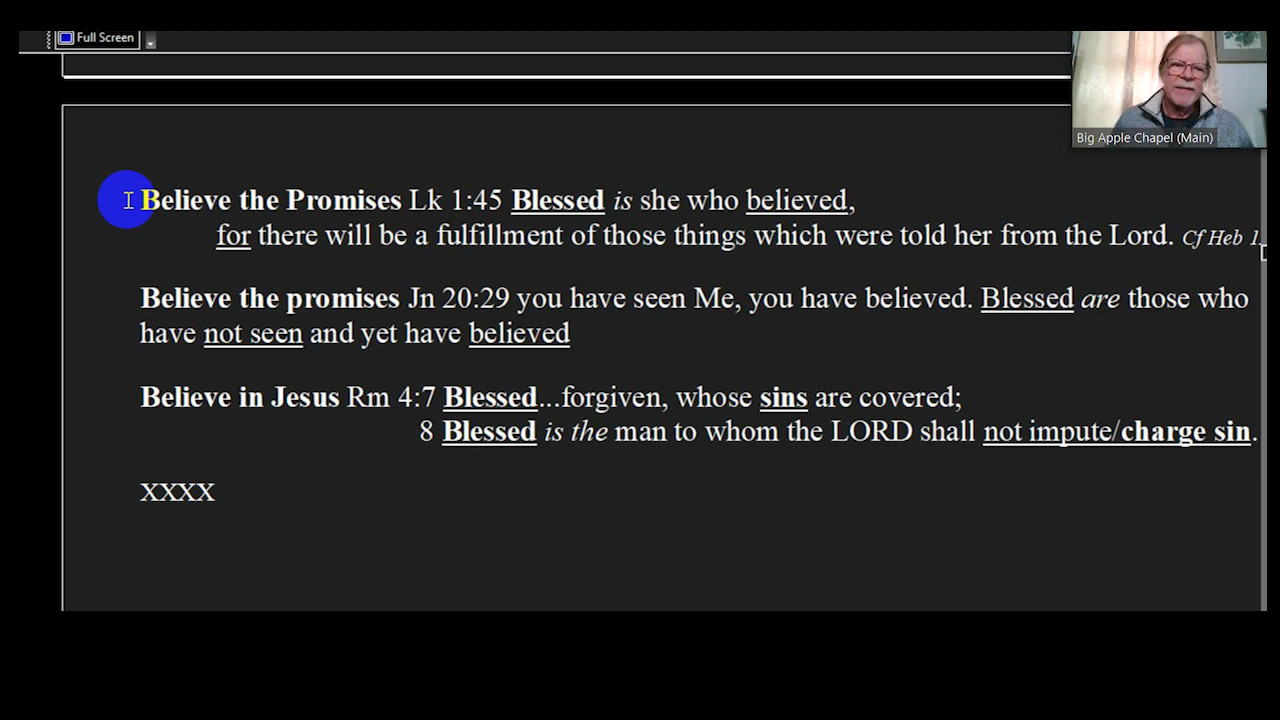 Full Screen
Big Apple Chapel (Main)
Believe the Promises Lk 1:45 Blessed is she who believed,
for there will be a fulfillment of those things which were told her from the Lord. Cf Heb
Believe the promises Jn 20:29 you have seen Me, you have believed. Blessed are those who
have not seen and yet have believed
Believe in Jesus Rm 4:7 Blessed...forgiven, whose sins are covered;
8 Blessed is the man to whom the LORD shall not impute/charge sin.
XXXX